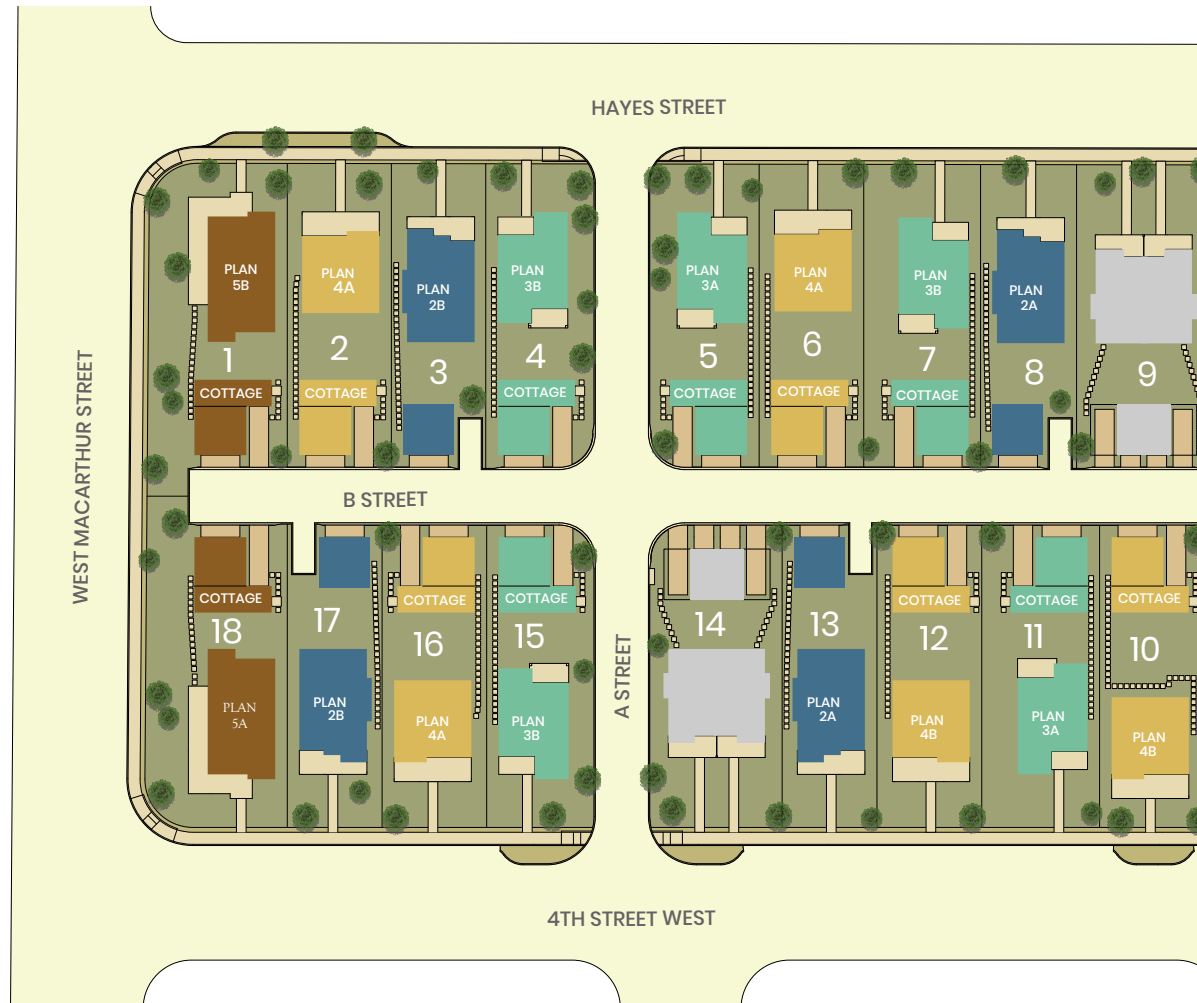 HAYES STREET
PLAN
5B
PLAN
4A
PLAN
2B
PLAN
3B
PLAN
3A
PLAN
4A
PLAN
3B
PLAN
2A
1
2
3
4
5
6
7
8
9
COTTAGE
COTTAGE
COTTAGE
COTTAGE
COTTAGE
COTTAGE
WEST MACARTHUR STREET
B STREET
COTTAGE
COTTAGE
COTTAGE
COTTAGE
COTTAGE
COTTAGE
18
17
16
15
14
13
12
11
10
A STREET
PLAN
5A
PLAN
2B
PLAN
4A
PLAN
3B
PLAN
2A
PLAN
4B
PLAN
3A
PLAN
4B
4TH STREET WEST